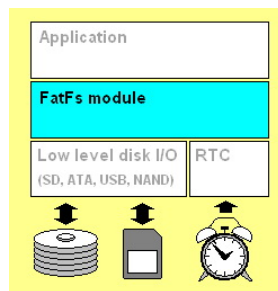 Application
FatFs module
Low level disk I/O
(SD, ATA, USB, NAND)
RTC